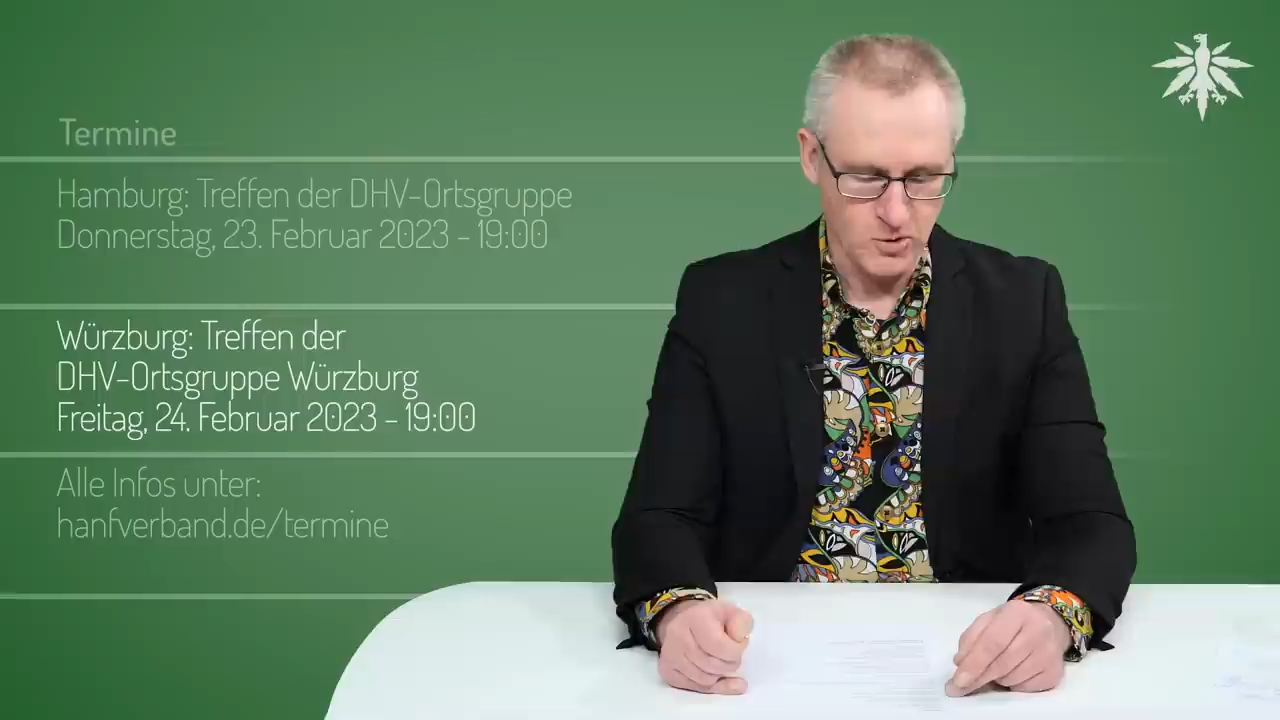 Termine
Hamburg: Treffen der DHV-Ortsgruppe
Donnerstag, 23. Februar 2023 - 19:00
Würzburg: Treffen der
DHV-Ortsgruppe Würzburg
Freitag, 24. Februar 2023 - 19:00
Alle Infos unter:
hanfverband.de/termine